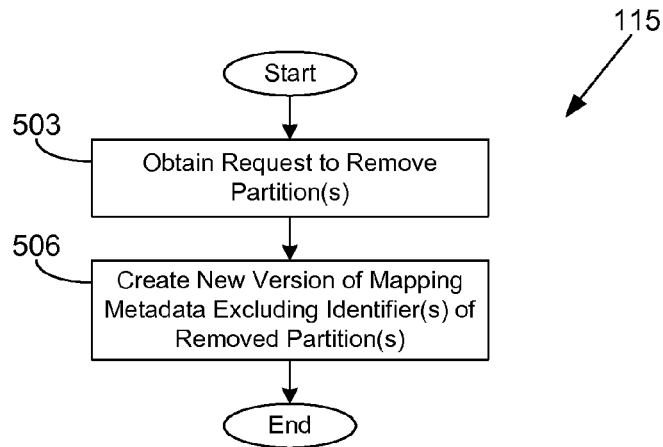 115
Start
503
Obtain Request to Remove
Partition(s)
506
Create New Version of Mapping
Metadata Excluding Identifier(s) of
Removed Partition(s)
End